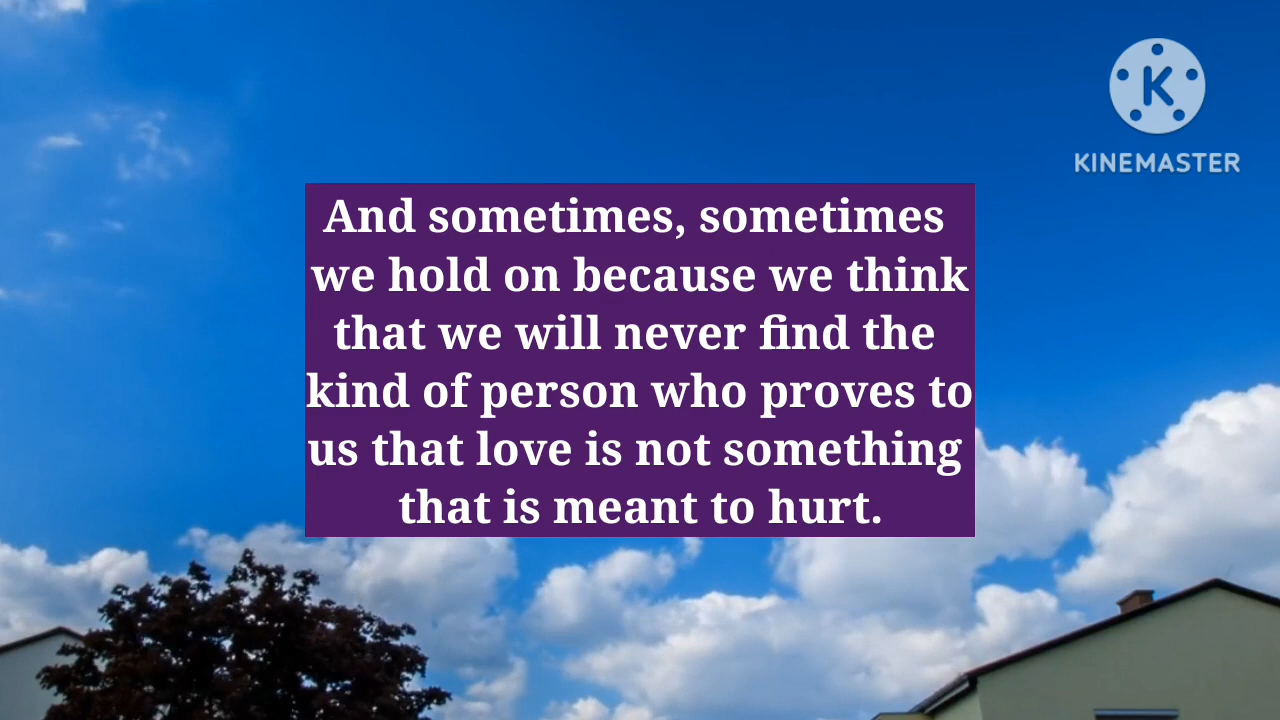 K
KINEMASTER
And sometimes, sometimes
we hold on because we think
that we will never find the
kind of person who proves to
us that love is not something
that is meant to hurt.